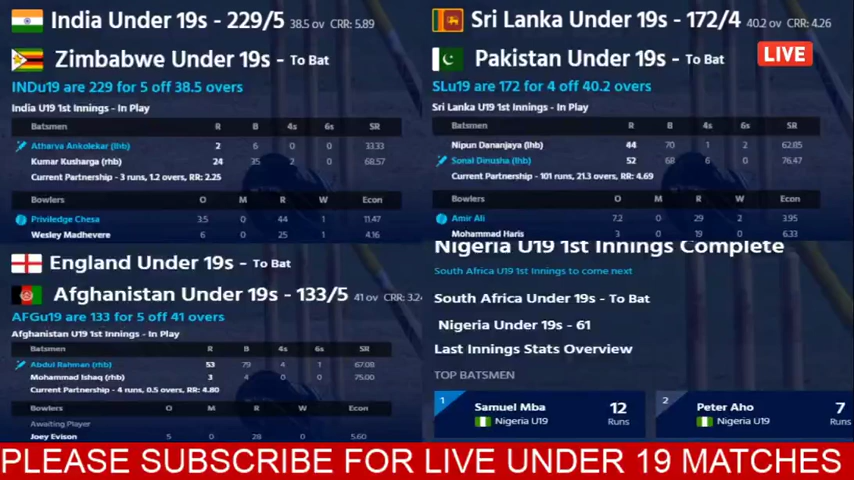 India Under 19s - 229/5 38.5 ov CRR: 5.89
Zimbabwe Under 19s - To Bat
INDu19 are 229 for 5 off 38.5 overs
India U19 1st Innings - In Play
Batsmen R B 4s 6s SR
Atharva Ankolekar (lhb) 2 6 0 0 33.33
Kumar Kusharga (rhb) 24 35 2 0 68.57
Current Partnership - 3 runs, 1.2 overs, RR: 2.25
Bowlers O M R W Econ
Priviledge Chesa 3.5 0 44 1 11.47
Wesley Madhevere 6 0 25 1 4.16
Sri Lanka Under 19s - 172/4 40.2 ov CRR: 4.26
Pakistan Under 19s - To Bat
LIVE
SLu19 are 172 for 4 off 40.2 overs
Sri Lanka U19 1st Innings - In Play
Batsmen R B 4s 6s SR
Nipun Dananjaya (lhb) 44 70 1 2 62.85
Sonal Dinusha (lhb) 52 68 6 0 76.47
Current Partnership - 101 runs, 21.3 overs, RR: 4.69
Bowlers O M R W Econ
Amir Ali 7.2 0 29 2 3.95
Mohammad Haris 3 0 19 0 6.33
England Under 19s - To Bat
Afghanistan Under 19s - 133/5 41 ov CRR: 3.24
AFGu19 are 133 for 5 off 41 overs
Afghanistan U19 1st Innings - In Play
Batsmen R B 4s 6s SR
Abdul Rahman (rhb) 53 79 4 1 67.08
Mohammad Ishaq (rhb) 3 4 0 0 75.00
Current Partnership - 4 runs, 0.5 overs, RR: 4.80
Bowlers O M R W Econ
Awaiting Player
Joey Evison 5 0 28 0 5.60
Nigeria U19 1st Innings Complete
South Africa U19 1st Innings to come next
South Africa Under 19s - To Bat
Nigeria Under 19s - 61
Last Innings Stats Overview
TOP BATSMEN
1 Samuel Mba 12
Nigeria U19 Runs
2 Peter Aho 7
Nigeria U19 Runs
PLEASE SUBSCRIBE FOR LIVE UNDER 19 MATCHES